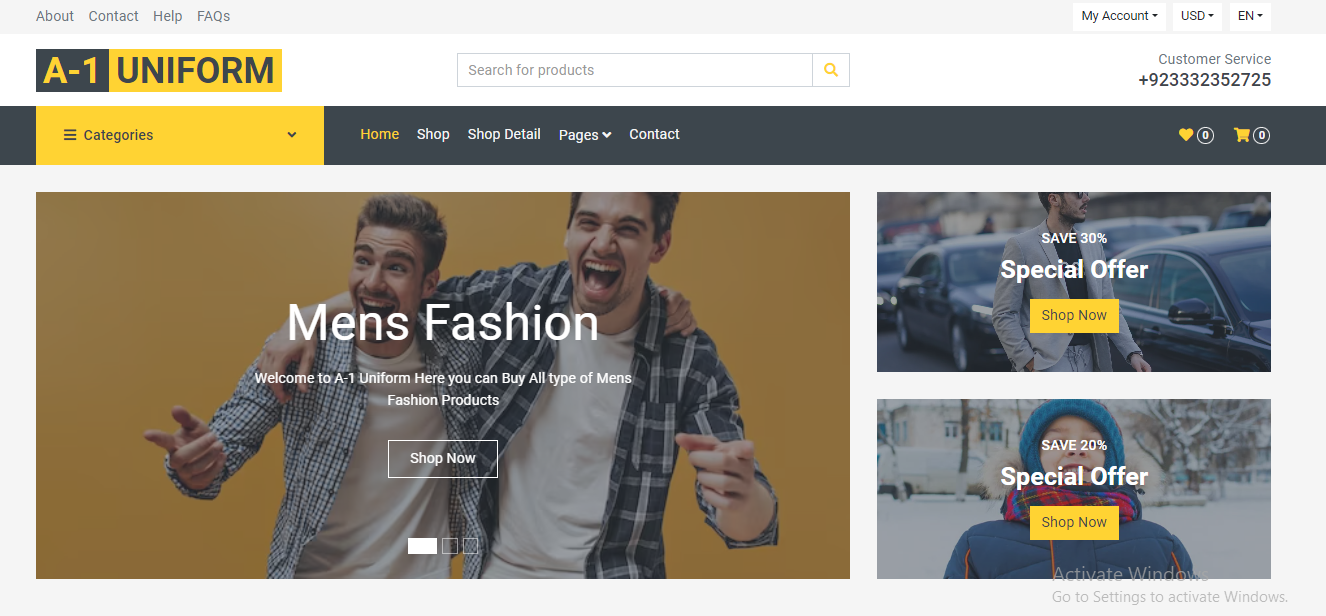 About Contact Help FAQs
My Account USD EN
A-1 UNIFORM
Search for products
Customer Service
+923332352725
Categories
Home Shop Shop Detail Pages Contact
0 0
Mens Fashion
Welcome to A-1 Uniform Here you can Buy All type of Mens
Fashion Products
Shop Now
SAVE 30%
Special Offer
Shop Now
SAVE 20%
Special Offer
Shop Now
Activate Windows
Go to Settings to activate Windows.